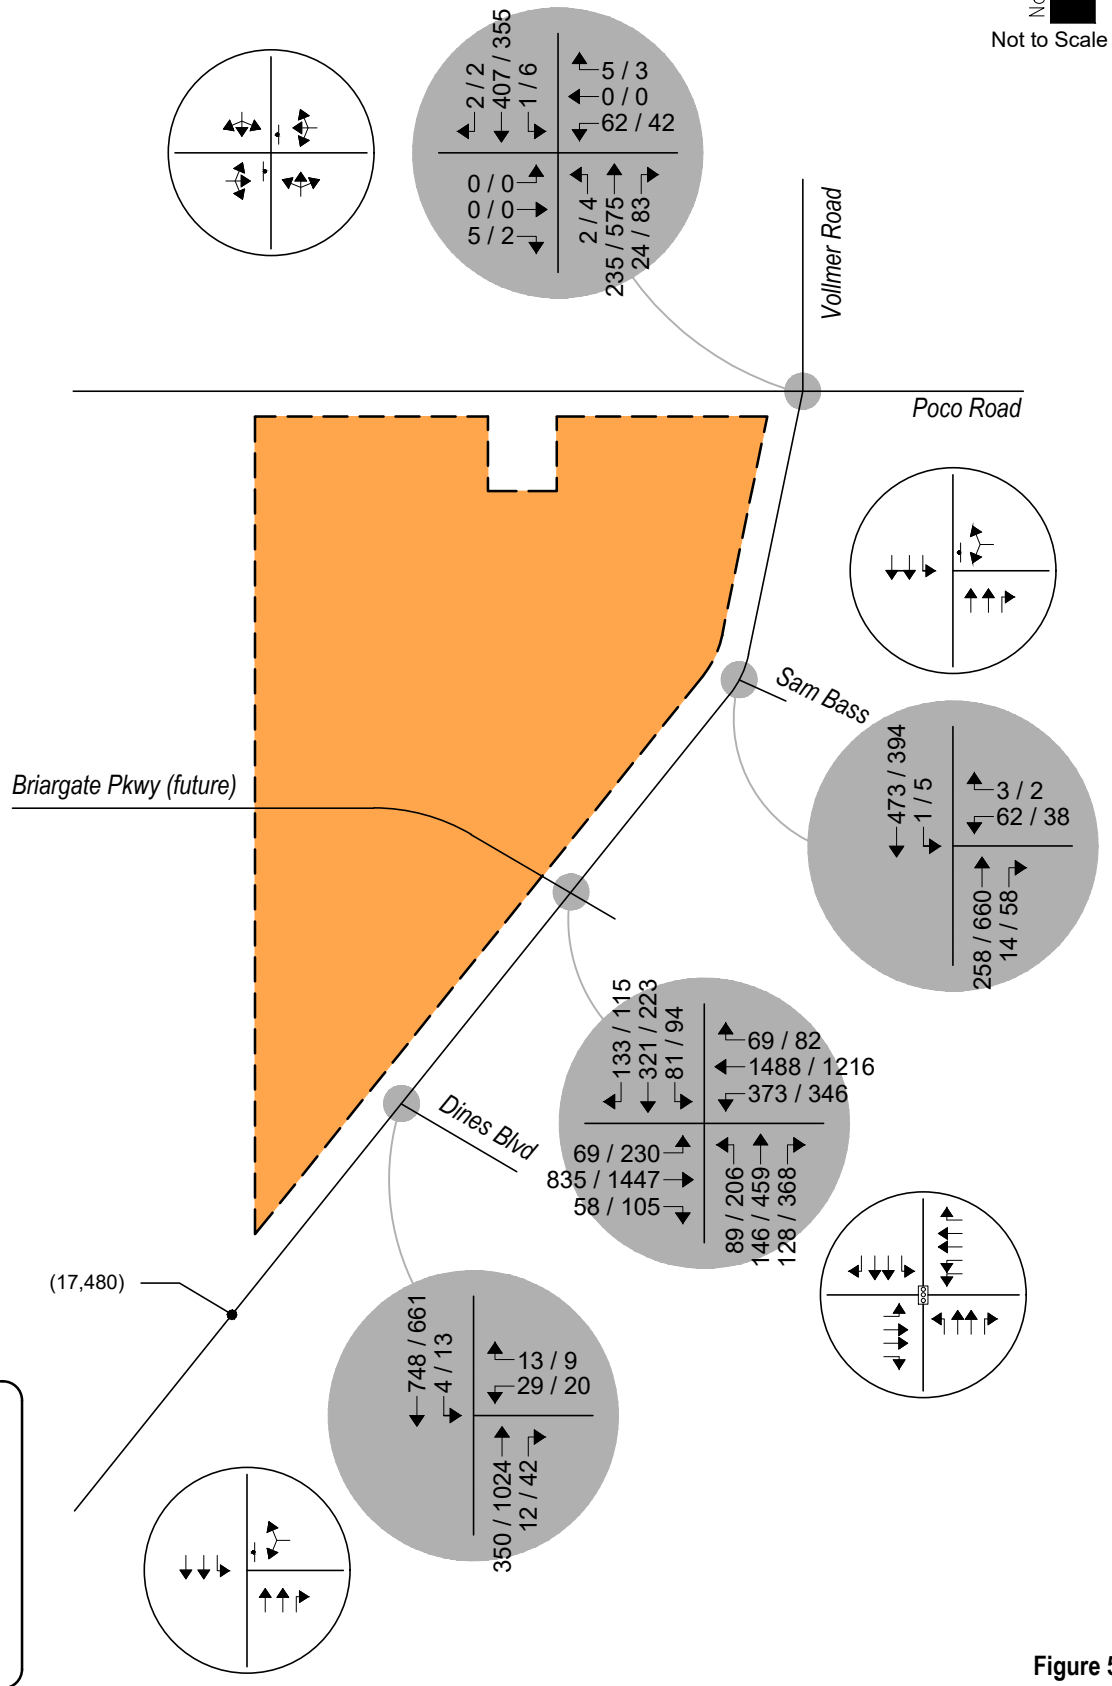 No
Not to Scale
2 / 2
407 / 355
1 / 6
5 / 3
0 / 0
62 / 42
0 / 0
0 / 0
5 / 2
2 / 4
235 / 575
24 / 83
Vollmer Road
Poco Road
Sam Bass
473 / 394
1 / 5
3 / 2
62 / 38
258 / 660
14 / 58
Briargate Pkwy (future)
133 / 115
321 / 223
81 / 94
69 / 82
1488 / 1216
373 / 346
69 / 230
835 / 1447
58 / 105
89 / 206
146 / 459
128 / 368
Dines Blvd
(17,480)
748 / 661
4 / 13
13 / 9
29 / 20
350 / 1024
12 / 42
Figure 5